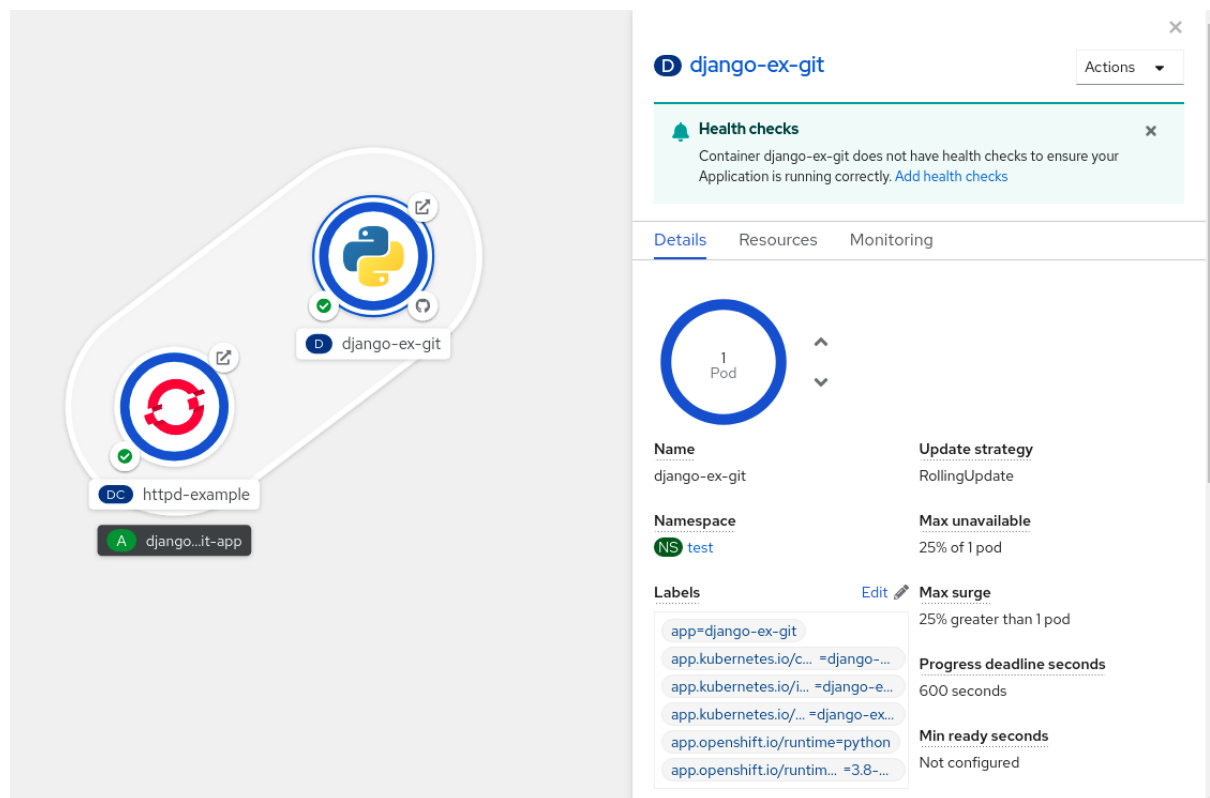 D django-ex-git
DC httpd-example
A django...it-app
D django-ex-git
Actions
Health checks
Container django-ex-git does not have health checks to ensure your
Application is running correctly. Add health checks
Details Resources Monitoring
1
Pod
Name
django-ex-git
Namespace
NS test
Labels Edit
app=django-ex-git
app.kubernetes.io/c... =django-...
app.kubernetes.io/i... =django-e...
app.kubernetes.io/... =django-ex...
app.openshift.io/runtime=python
app.openshift.io/runtim... =3.8-...
Update strategy
RollingUpdate
Max unavailable
25% of 1 pod
Max surge
25% greater than 1 pod
Progress deadline seconds
600 seconds
Min ready seconds
Not configured